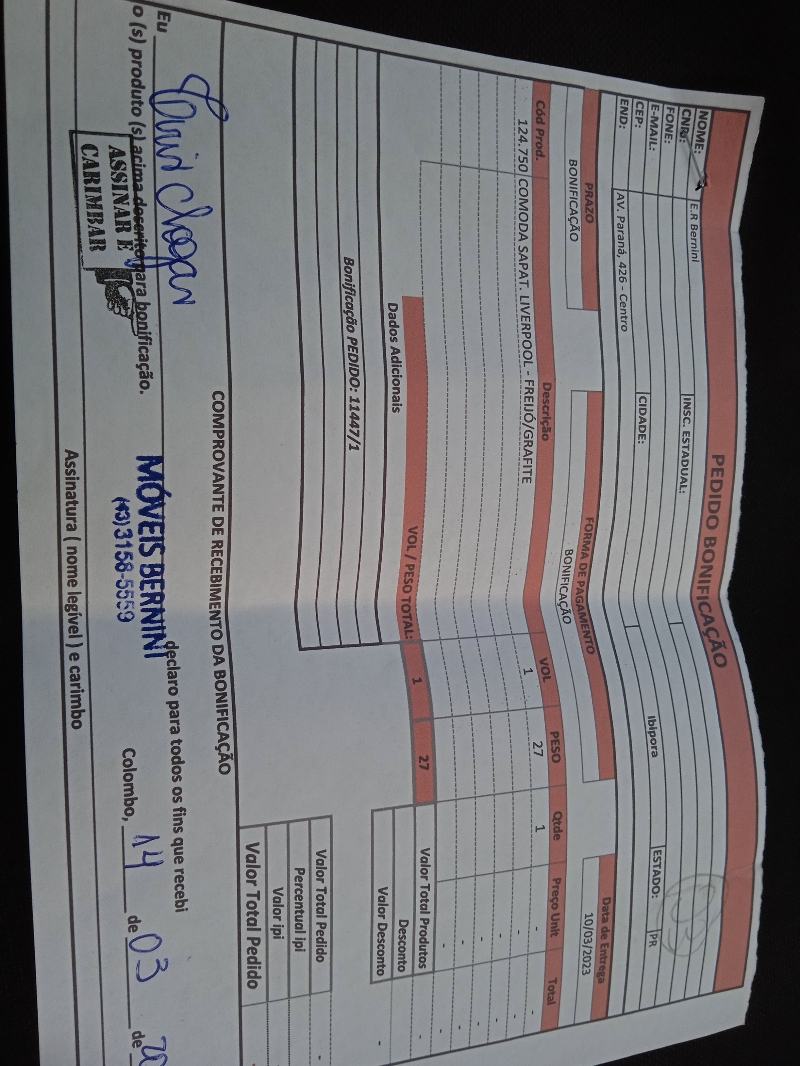 PEDIDO BONIFICAÇÃO
NOME: E.R Bernini
CNPJ: INSC. ESTADUAL:
FONE:
E-MAIL: Ibipora ESTADO: PR
CEP: CIDADE:
END: AV. Paraná, 426 - Centro
PRAZO FORMA DE PAGAMENTO Data de Entrega
BONIFICAÇÃO BONIFICAÇÃO 10/03/2023
Cód Prod. Descrição VOL PESO Qtde Preço Unit Total
124.750 COMODA SAPAT. LIVERPOOL - FREIJÓ/GRAFITE 1 27 1 - -
VOL / PESO TOTAL: 1 27
Valor Total Produtos -
Dados Adicionais Desconto
Valor Desconto -
Bonificação PEDIDO: 11447/1
Valor Total Pedido -
Percentual ipi
Valor ipi
Valor Total Pedido -
COMPROVANTE DE RECEBIMENTO DA BONIFICAÇÃO
Eu declaro para todos os fins que recebi
o (s) produto (s) acima descrito para bonificação.
MÓVEIS BERNINI
(43) 3158-5559
Colombo, 14 de 03 de
ASSINAR E
CARIMBAR
Assinatura ( nome legível ) e carimbo